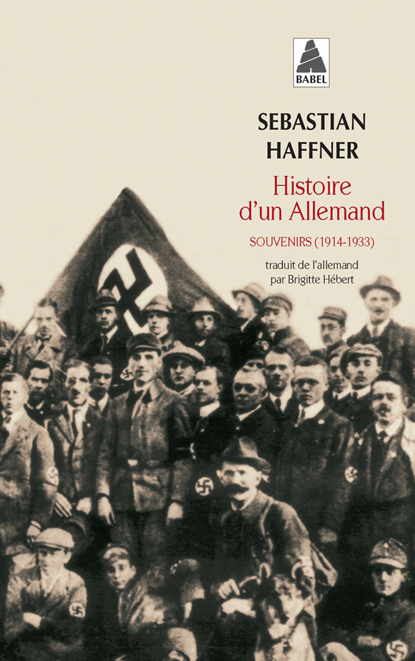 BABEL
SEBASTIAN
HAFFNER
Histoire
d'un Allemand
SOUVENIRS (1914-1933)
traduit de l'allemand
par Brigitte Hébert